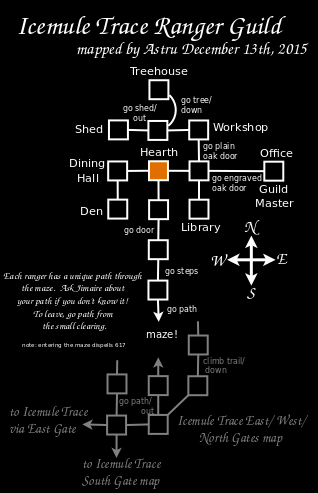 Icemule Trace Ranger Guild
mapped by Astru December 13th, 2015
Treehouse
go shed/
out
go tree/
down
Shed
Workshop
go plain
oak door
Dining
Hall
Hearth
Office
go engraved
oak door
Guild
Master
Den
Library
go door
N
W
E
S
go steps
Each ranger has a unique path through
the maze. Ask Jimaire about
your path if you don't know it!
To leave, go path from
the small clearing.
go path
maze!
note: entering the maze dispells 617
climb trail/
down
go path/
out
to Icemule Trace
via East Gate
Icemule Trace East/West/
North Gates map
to Icemule Trace
South Gate map